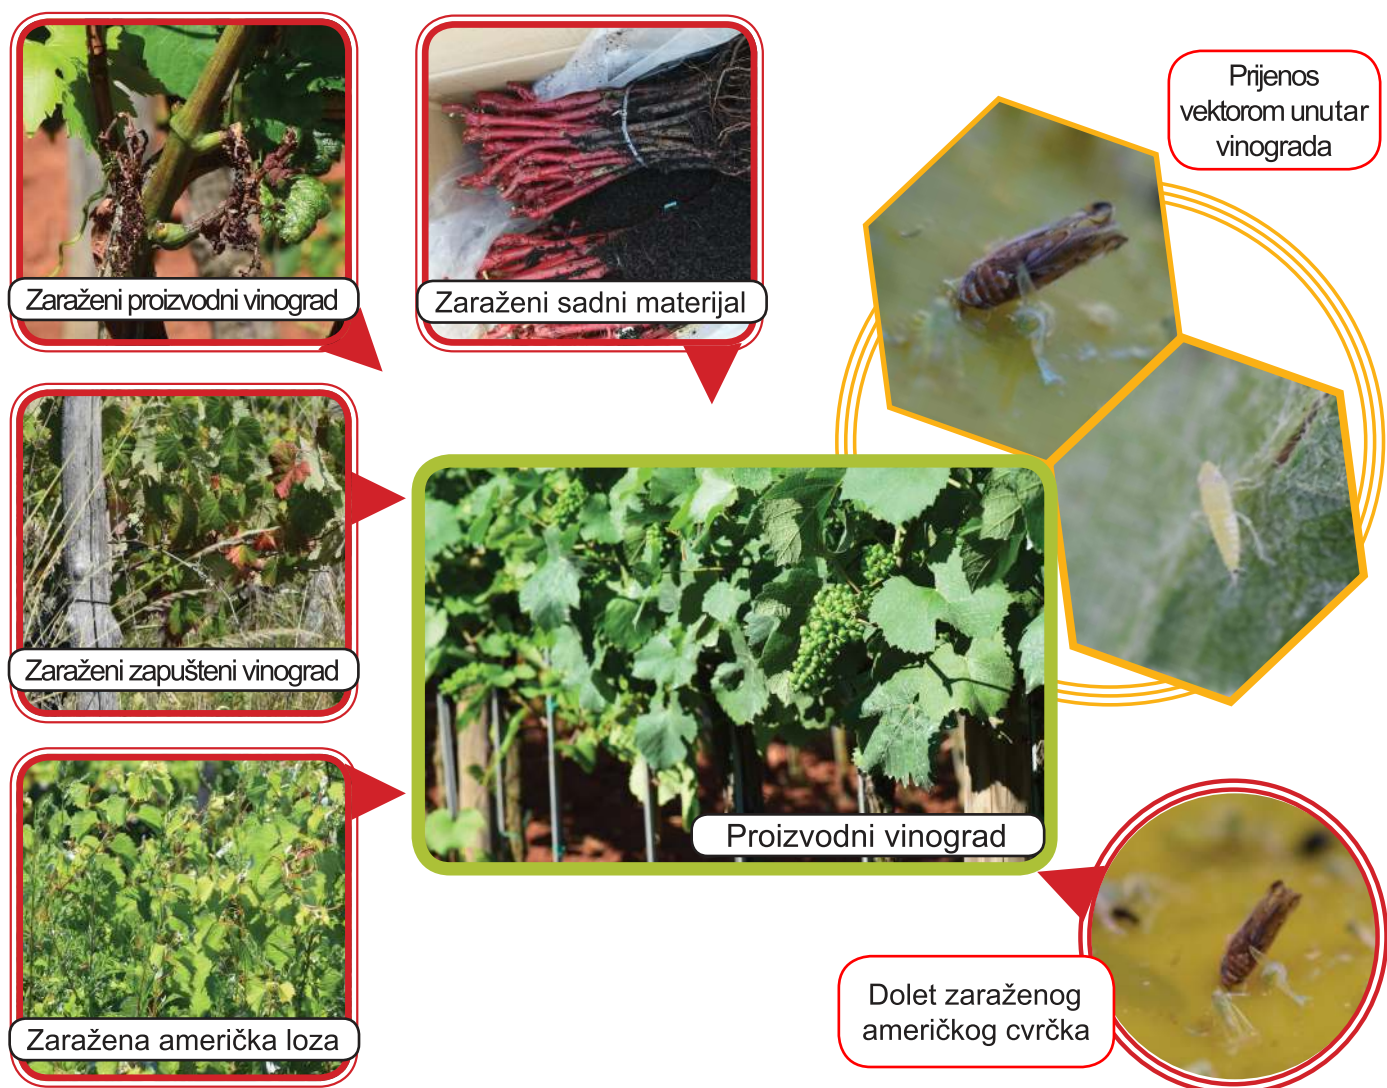 Zaraženi proizvodni vinograd
Zaraženi sadni materijal
Prijenos
vektorom unutar
vinograda
Zaraženi zapušteni vinograd
Proizvodni vinograd
Zaražena američka loza
Dolet zaraženog
američkog cvrčka